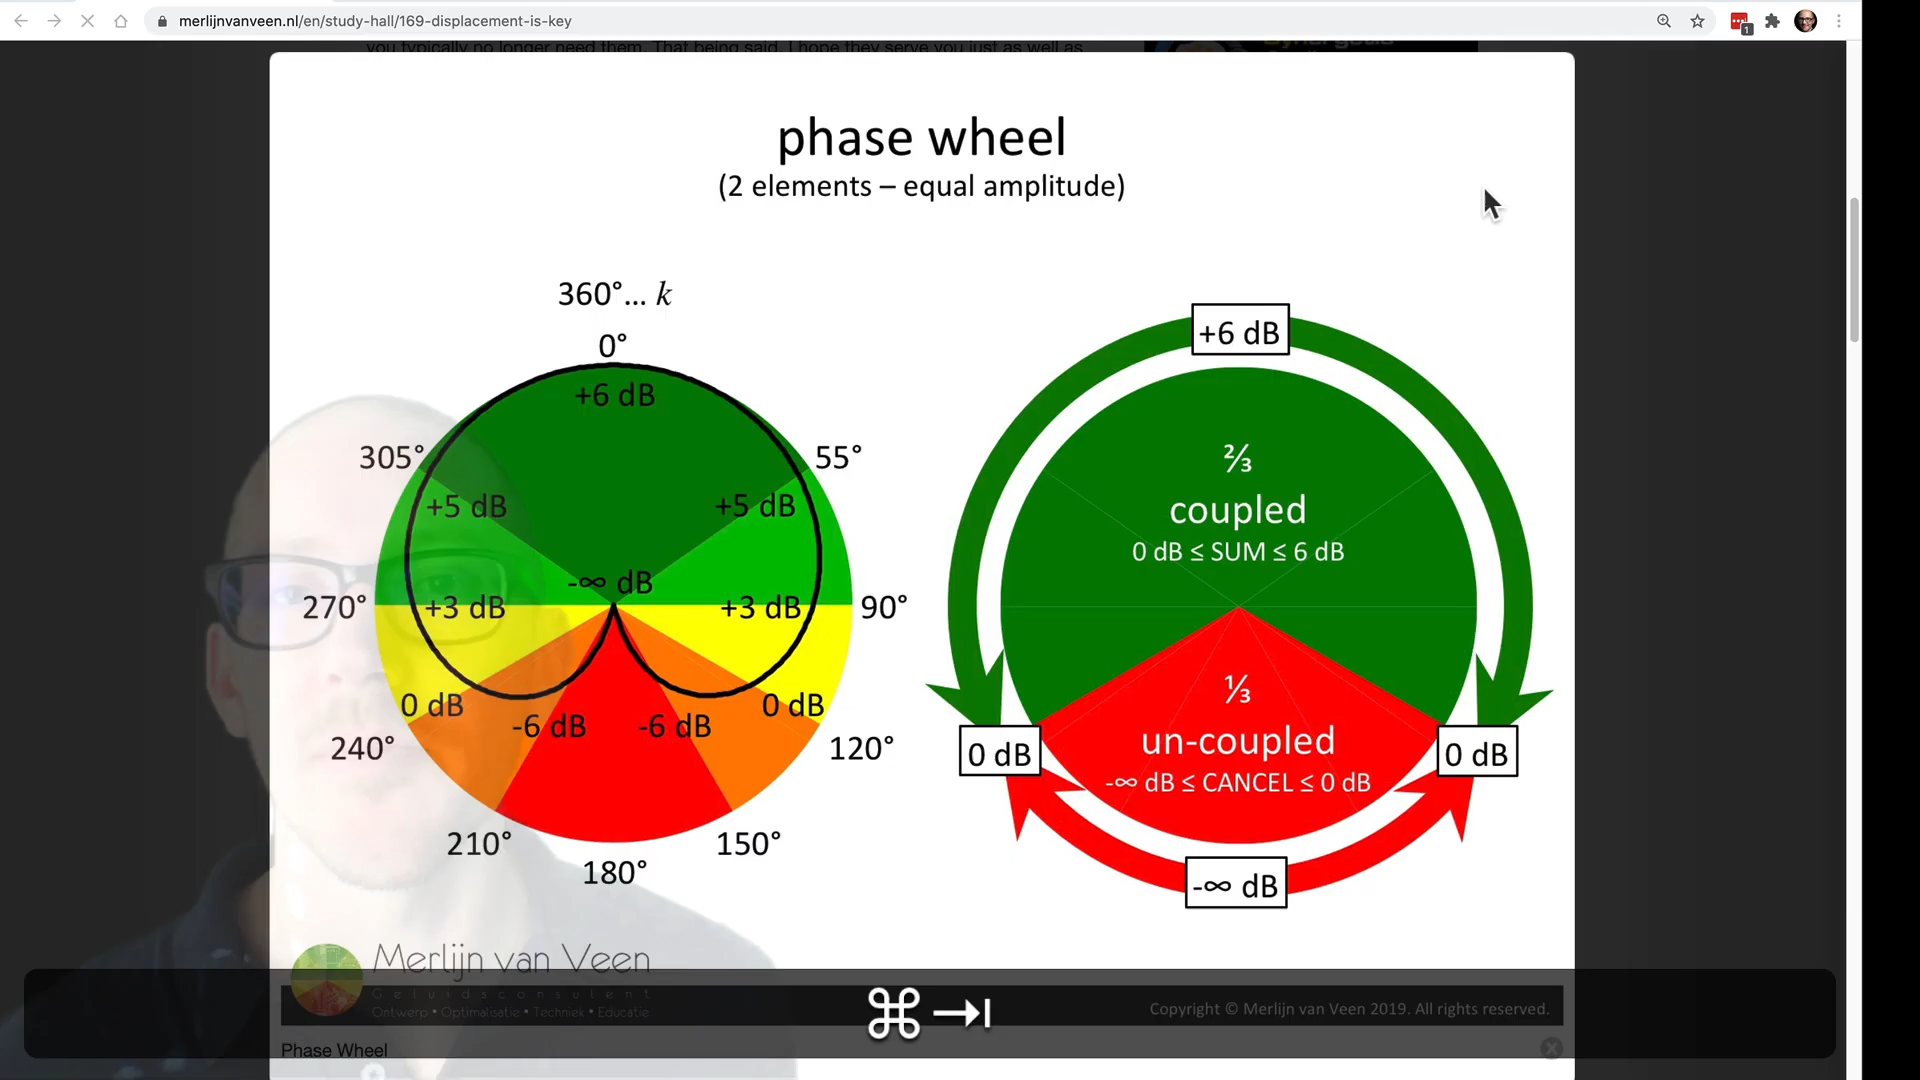 merlijnvanveen.nl/en/study-hall/169-displacement-is-key
1
you typically no longer need them. That being said, I hope they serve you just as well as
phase wheel
(2 elements – equal amplitude)
360°... k
0°
+6 dB
305°
55°
+5 dB
+5 dB
-∞ dB
270°
+3 dB
+3 dB
90°
0 dB
-6 dB
-6 dB
0 dB
240°
120°
210°
150°
180°
+6 dB
⅔
coupled
0 dB ≤ SUM ≤ 6 dB
⅓
un-coupled
-∞ dB ≤ CANCEL ≤ 0 dB
0 dB
0 dB
-∞ dB
Merlijn van Veen
Geluidsconsulent
Ontwerp • Optimalisatie • Techniek • Educatie
Copyright © Merlijn van Veen 2019. All rights reserved.
⌘⇥
Phase Wheel